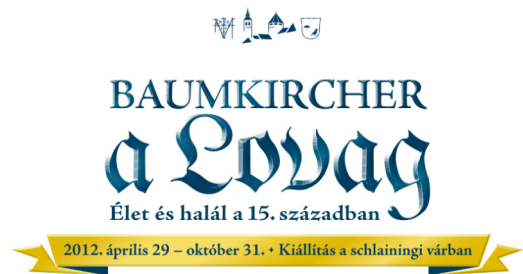 BAUMKIRCHER
a Lovag
Élet és halál a 15. században
2012. április 29 – október 31. • Kiállítás a schlainingi várban